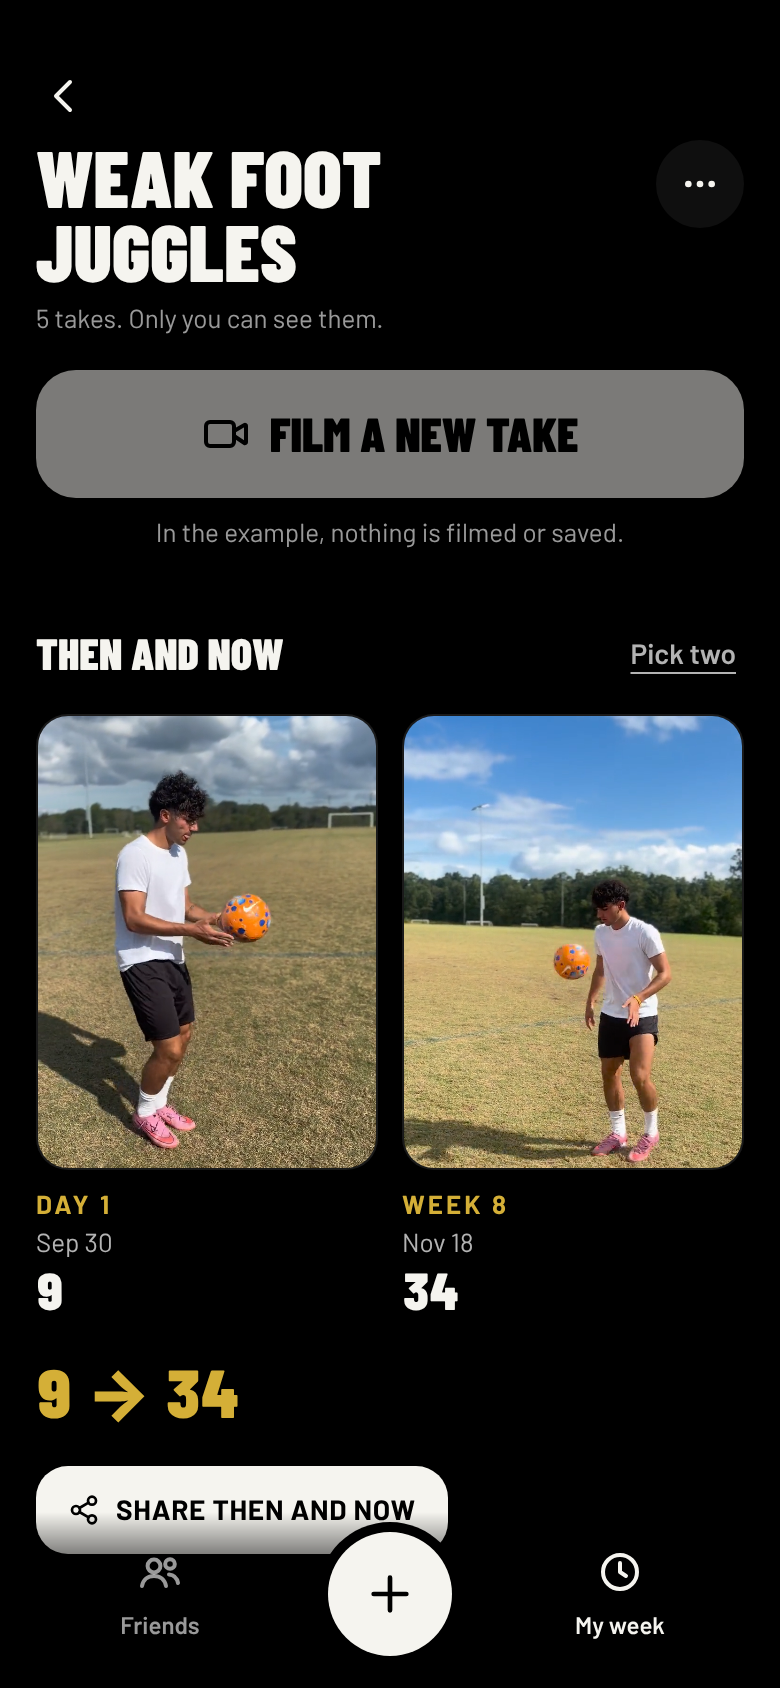 WEAK FOOT
JUGGLES
5 takes. Only you can see them.
FILM A NEW TAKE
In the example, nothing is filmed or saved.
THEN AND NOW
Pick two
DAY 1
Sep 30
9
WEEK 8
Nov 18
34
9 → 34
SHARE THEN AND NOW
Friends
My week